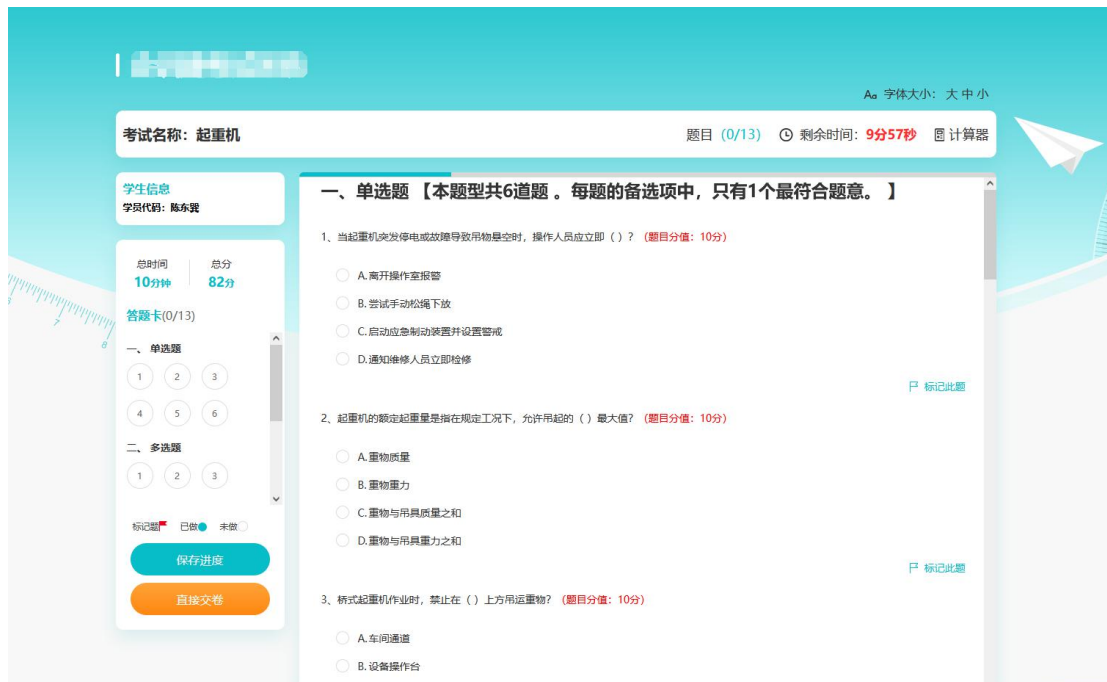 Aa 字体大小： 大 中 小
考试名称：起重机
题目（0/13） 剩余时间：9分57秒 计算器
学生信息
学员代码：陈东巽
总时间 总分
10分钟 82分
答题卡(0/13)
一、 单选题
1 2 3
4 5 6
二、 多选题
1 2 3
标记题 已做 未做
保存进度
直接交卷
一、单选题 【本题型共6道题 。每题的备选项中，只有1个最符合题意。 】
1、当起重机突发停电或故障导致吊物悬空时，操作人员应立即（ ）？ （题目分值：10分）
A. 离开操作室报警
B. 尝试手动松绳下放
C. 启动应急制动装置并设置警戒
D. 通知维修人员立即检修
标记此题
2、起重机的额定起重量是指在规定工况下，允许吊起的（ ）最大值？ （题目分值：10分）
A. 重物质量
B. 重物重力
C. 重物与吊具质量之和
D. 重物与吊具重力之和
标记此题
3、桥式起重机作业时，禁止在（ ）上方吊运重物？ （题目分值：10分）
A. 车间通道
B. 设备操作台
7
8